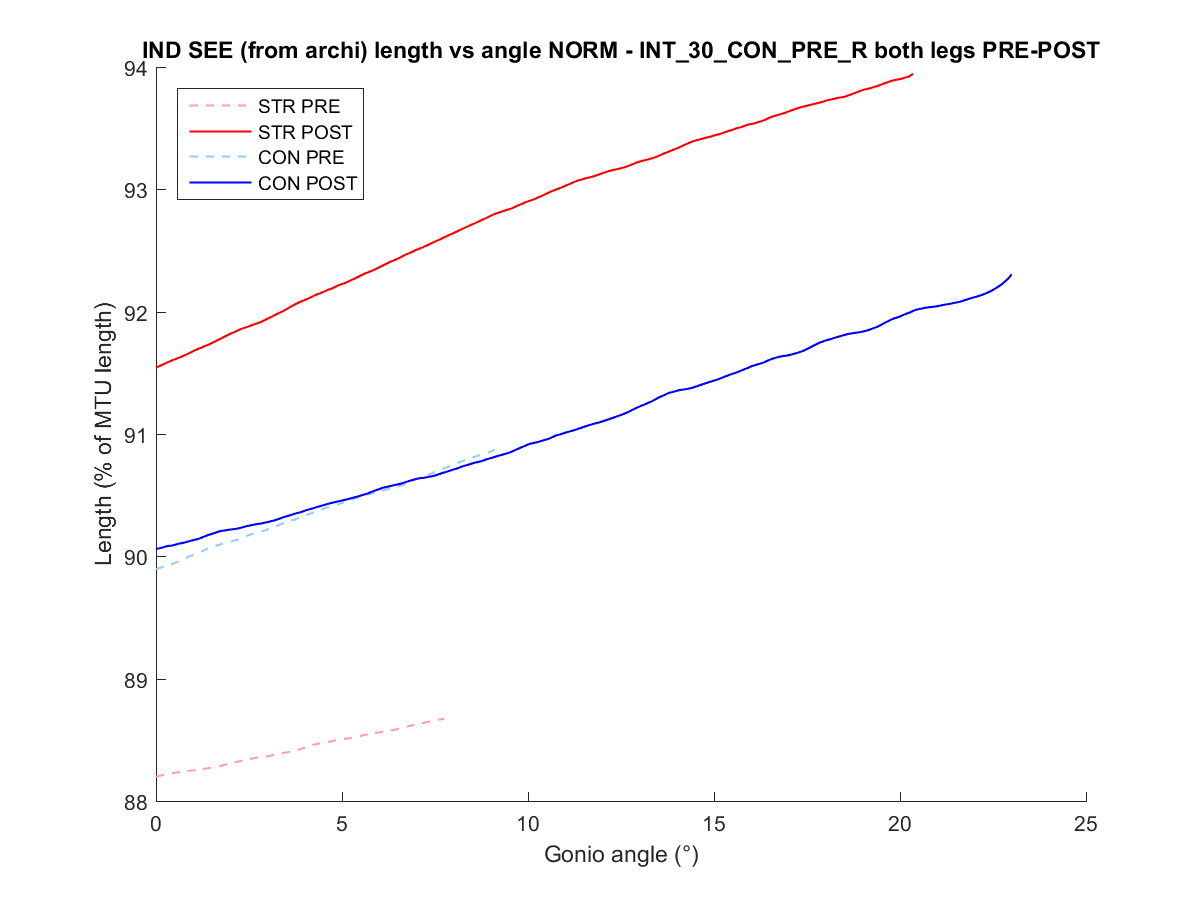 IND SEE (from archi) length vs angle NORM - INT_30_CON_PRE_R both legs PRE-POST
94
STR PRE
STR POST
CON PRE
CON POST
93
92
91
90
89
88
Length (% of MTU length)
0 5 10 15 20 25
Gonio angle (°)